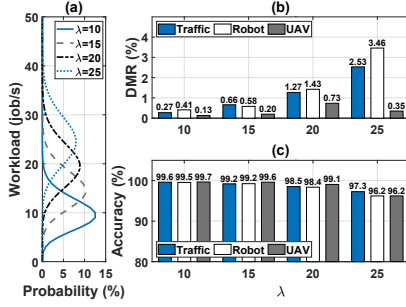 (a)
Workload (job/s)
50
40
30
20
10
0
λ=10
λ=15
λ=20
λ=25
0 5 10 15
Probability (%)
(b)
DMR (%)
4
3
2
1
0
Traffic Robot UAV
0.27 0.41 0.13
0.66 0.58 0.20
1.27 1.43 0.73
2.53 3.46 0.35
10 15 20 25
(c)
Accuracy (%)
100
90
80
99.6 99.5 99.7
99.2 99.2 99.6
98.5 98.4 99.1
97.3 96.2 96.2
Traffic Robot UAV
10 15 20 25
λ